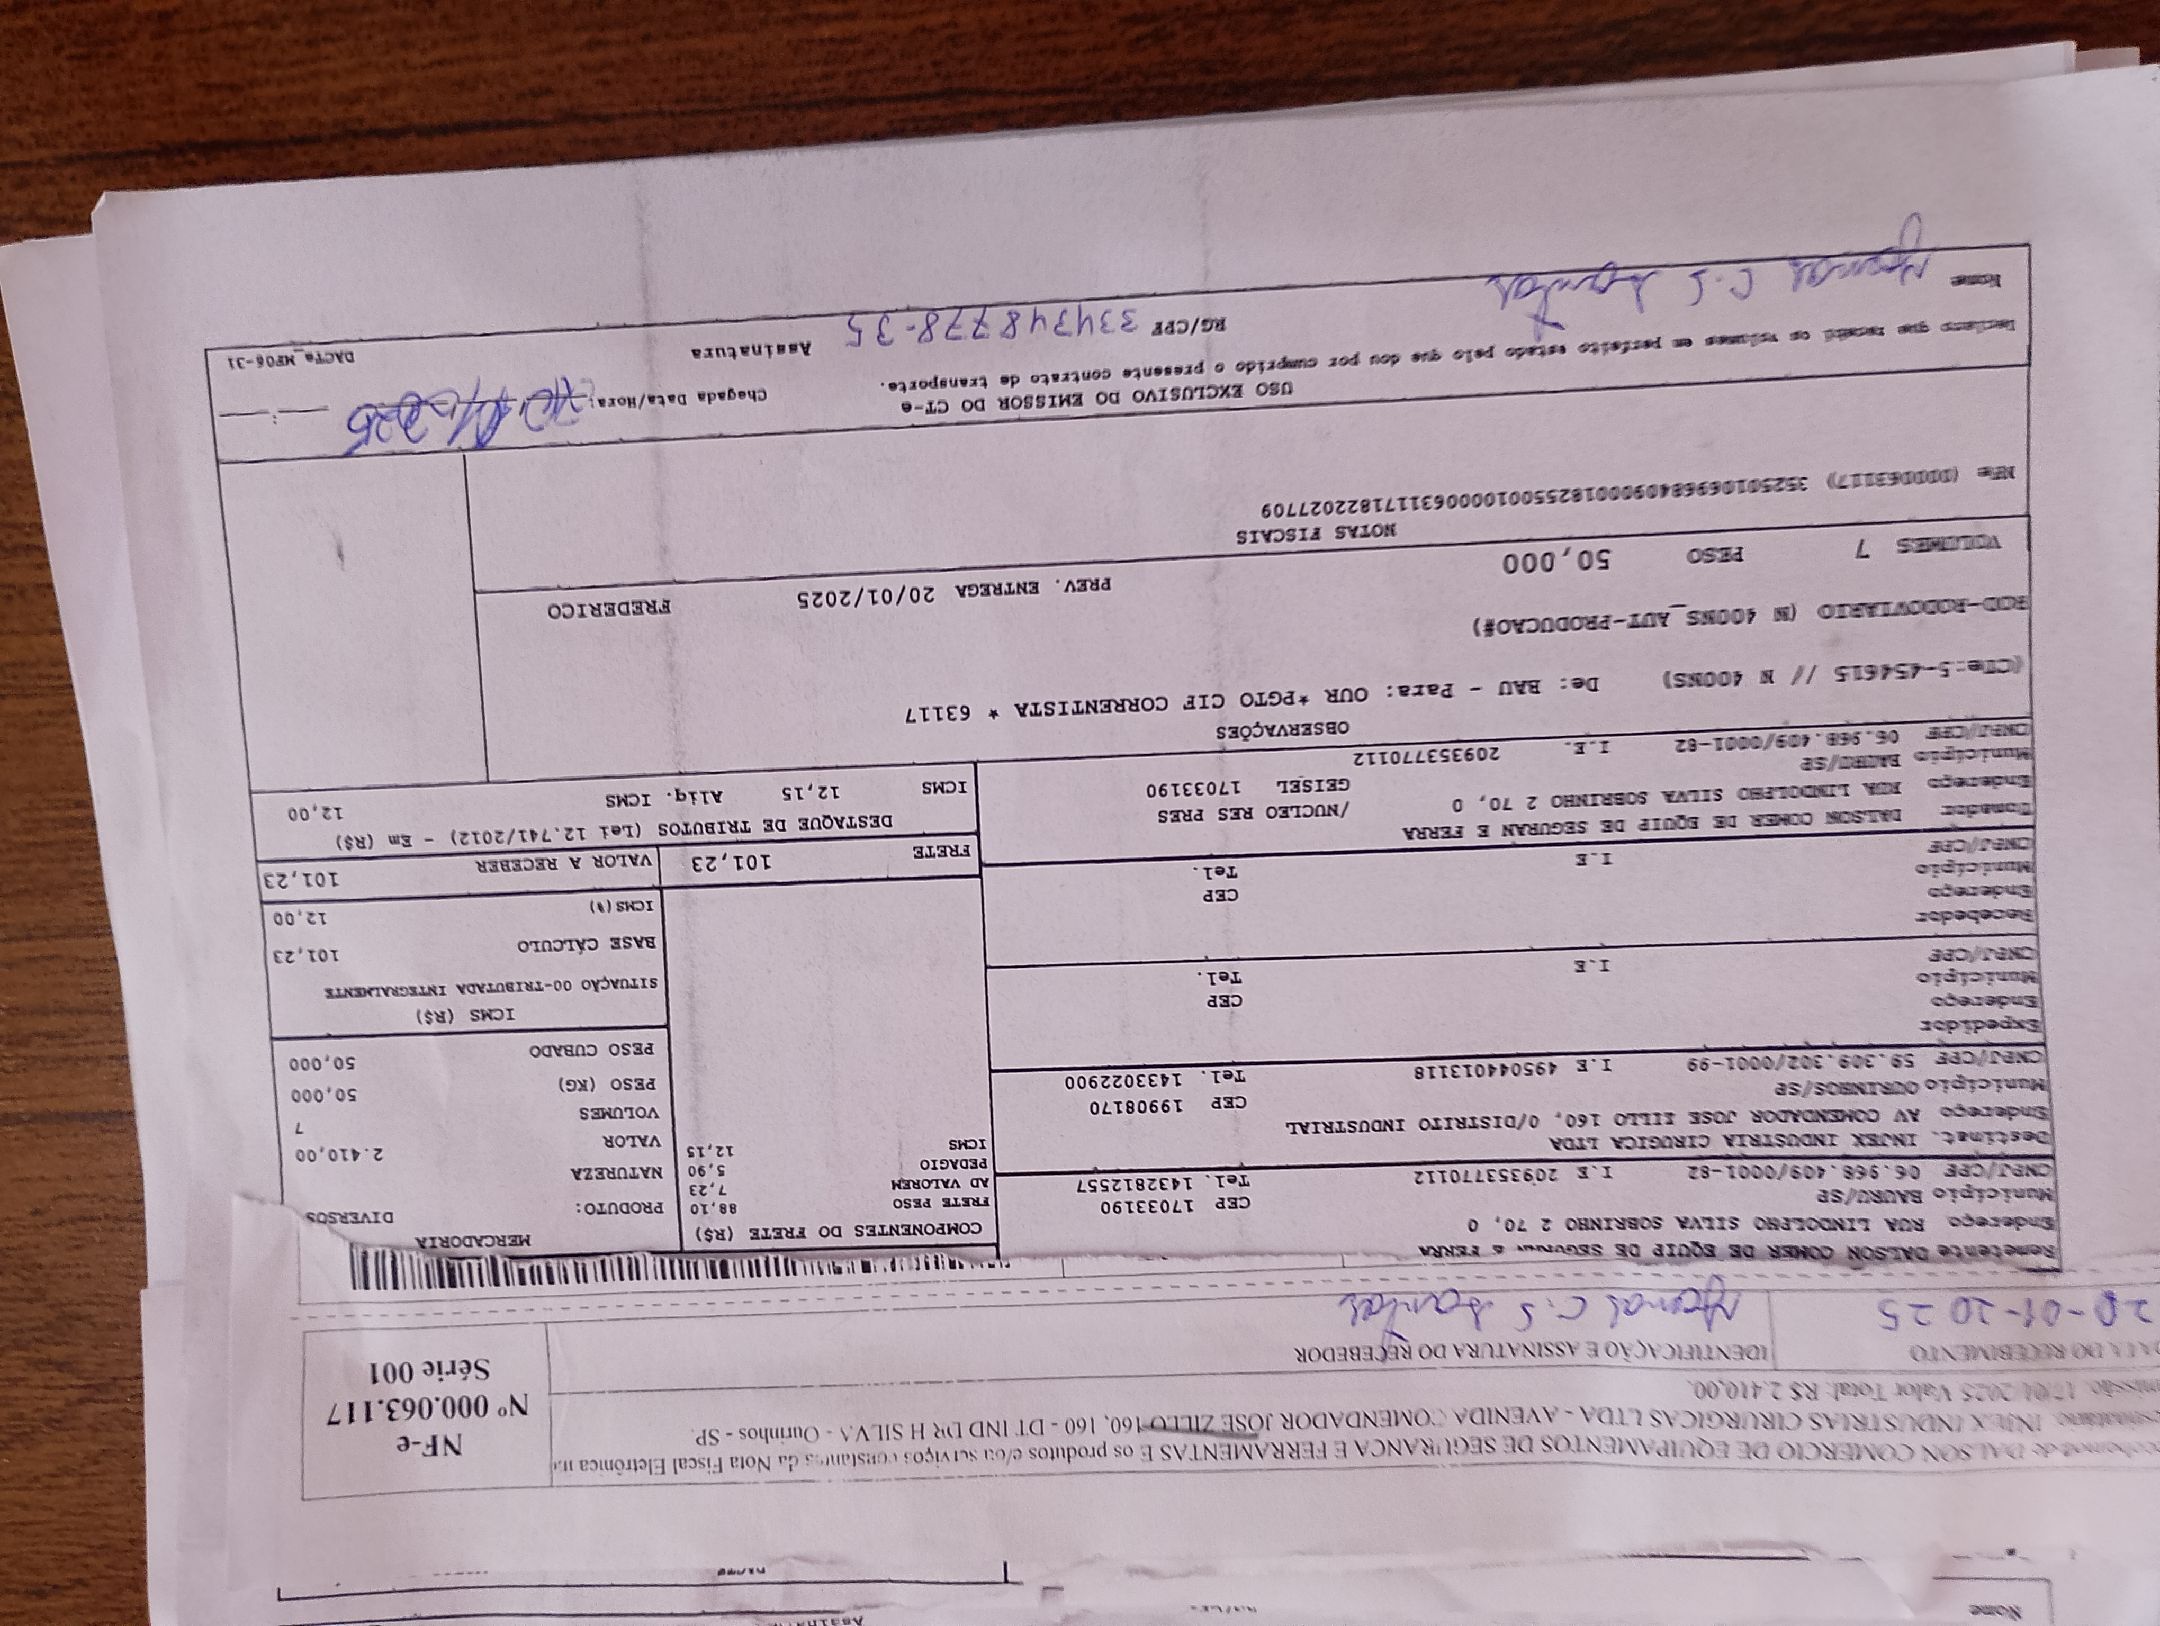 Nome
recebemos de DALSON COMERCIO DE EQUIPAMENTOS DE SEGURANCA E FERRAMENTAS E os produtos e/ou serviços constantes da Nota Fiscal Eletrônica
INJEX INDUSTRIAS CIRURGICAS LTDA - AVENIDA COMENDADOR JOSE ZILLO 160, 160 - DT IND DR H SILVA - Ourinhos - SP.
17/01/2025 Valor Total: R$ 2.410,00.
NF-e
Nº 000.063.117
Série 001
DATA DO RECEBIMENTO
20-01-2025
IDENTIFICAÇÃO E ASSINATURA DO RECEBEDOR
C.S Santos
Remetente DALSON COMER DE EQUIP DE SEGURAN E FERRA
Endereço RUA LINDOLPHO SILVA SOBRINHO 2 70, 0
Município BAURU/SP CEP 17033190
CNPJ/CPF 06.968.409/0001-82 I.E 209353770112 Tel. 1432812557
Destinat. INJEX INDUSTRIA CIRUGICA LTDA
Endereço AV COMENDADOR JOSE ZILLO 160, 0/DISTRITO INDUSTRIAL
Município OURINHOS/SP CEP 19908170
CNPJ/CPF 59.309.302/0001-99 I.E 495044013118 Tel. 1433022900
Expedidor
Endereço
Município CEP
CNPJ/CPF I.E Tel.
Recebedor
Endereço
Município CEP
CNPJ/CPF I.E Tel.
Tomador DALSON COMER DE EQUIP DE SEGURAN E FERRA
Endereço RUA LINDOLPHO SILVA SOBRINHO 2 70, 0 /NUCLEO RES PRES
Município BAURU/SP GEISEL 17033190
CNPJ/CPF 06.968.409/0001-82 I.E. 209353770112
COMPONENTES DO FRETE (R$)
FRETE PESO 88,10
AD VALOREM 7,23
PEDAGIO 5,90
ICMS 12,15
MERCADORIA
PRODUTO: DIVERSOS
NATUREZA
VALOR 2.410,00
VOLUMES 7
PESO (KG) 50,000
PESO CUBADO 50,000
ICMS (R$)
SITUAÇÃO 00-TRIBUTADA INTEGRALMENTE
BASE CÁLCULO 101,23
ICMS(%) 12,00
FRETE 101,23 VALOR A RECEBER 101,23
DESTAQUE DE TRIBUTOS (Lei 12.741/2012) - Em (R$)
ICMS 12,15 Aliq. ICMS 12,00
OBSERVAÇÕES
(CTe:5-454615 // N 400NS) De: BAU - Para: OUR *PGTO CIF CORRENTISTA * 63117
ROD-RODOVIARIO (N 400NS_AUT-PRODUCAO#)
VOLUMES 7 PESO 50,000 PREV. ENTREGA 20/01/2025 FREDERICO
NOTAS FISCAIS
NFe (000063117) 35250106968409000182550010000631171822027709
USO EXCLUSIVO DO EMISSOR DO CT-e
Declaro que recebi os volumes em perfeito estado pelo que dou por cumprido o presente contrato de transporte.
Chegada Data/Hora: __:__
Nome C.S Santos RG/CPF 334748778-35 Assinatura DACTe_MP06-31